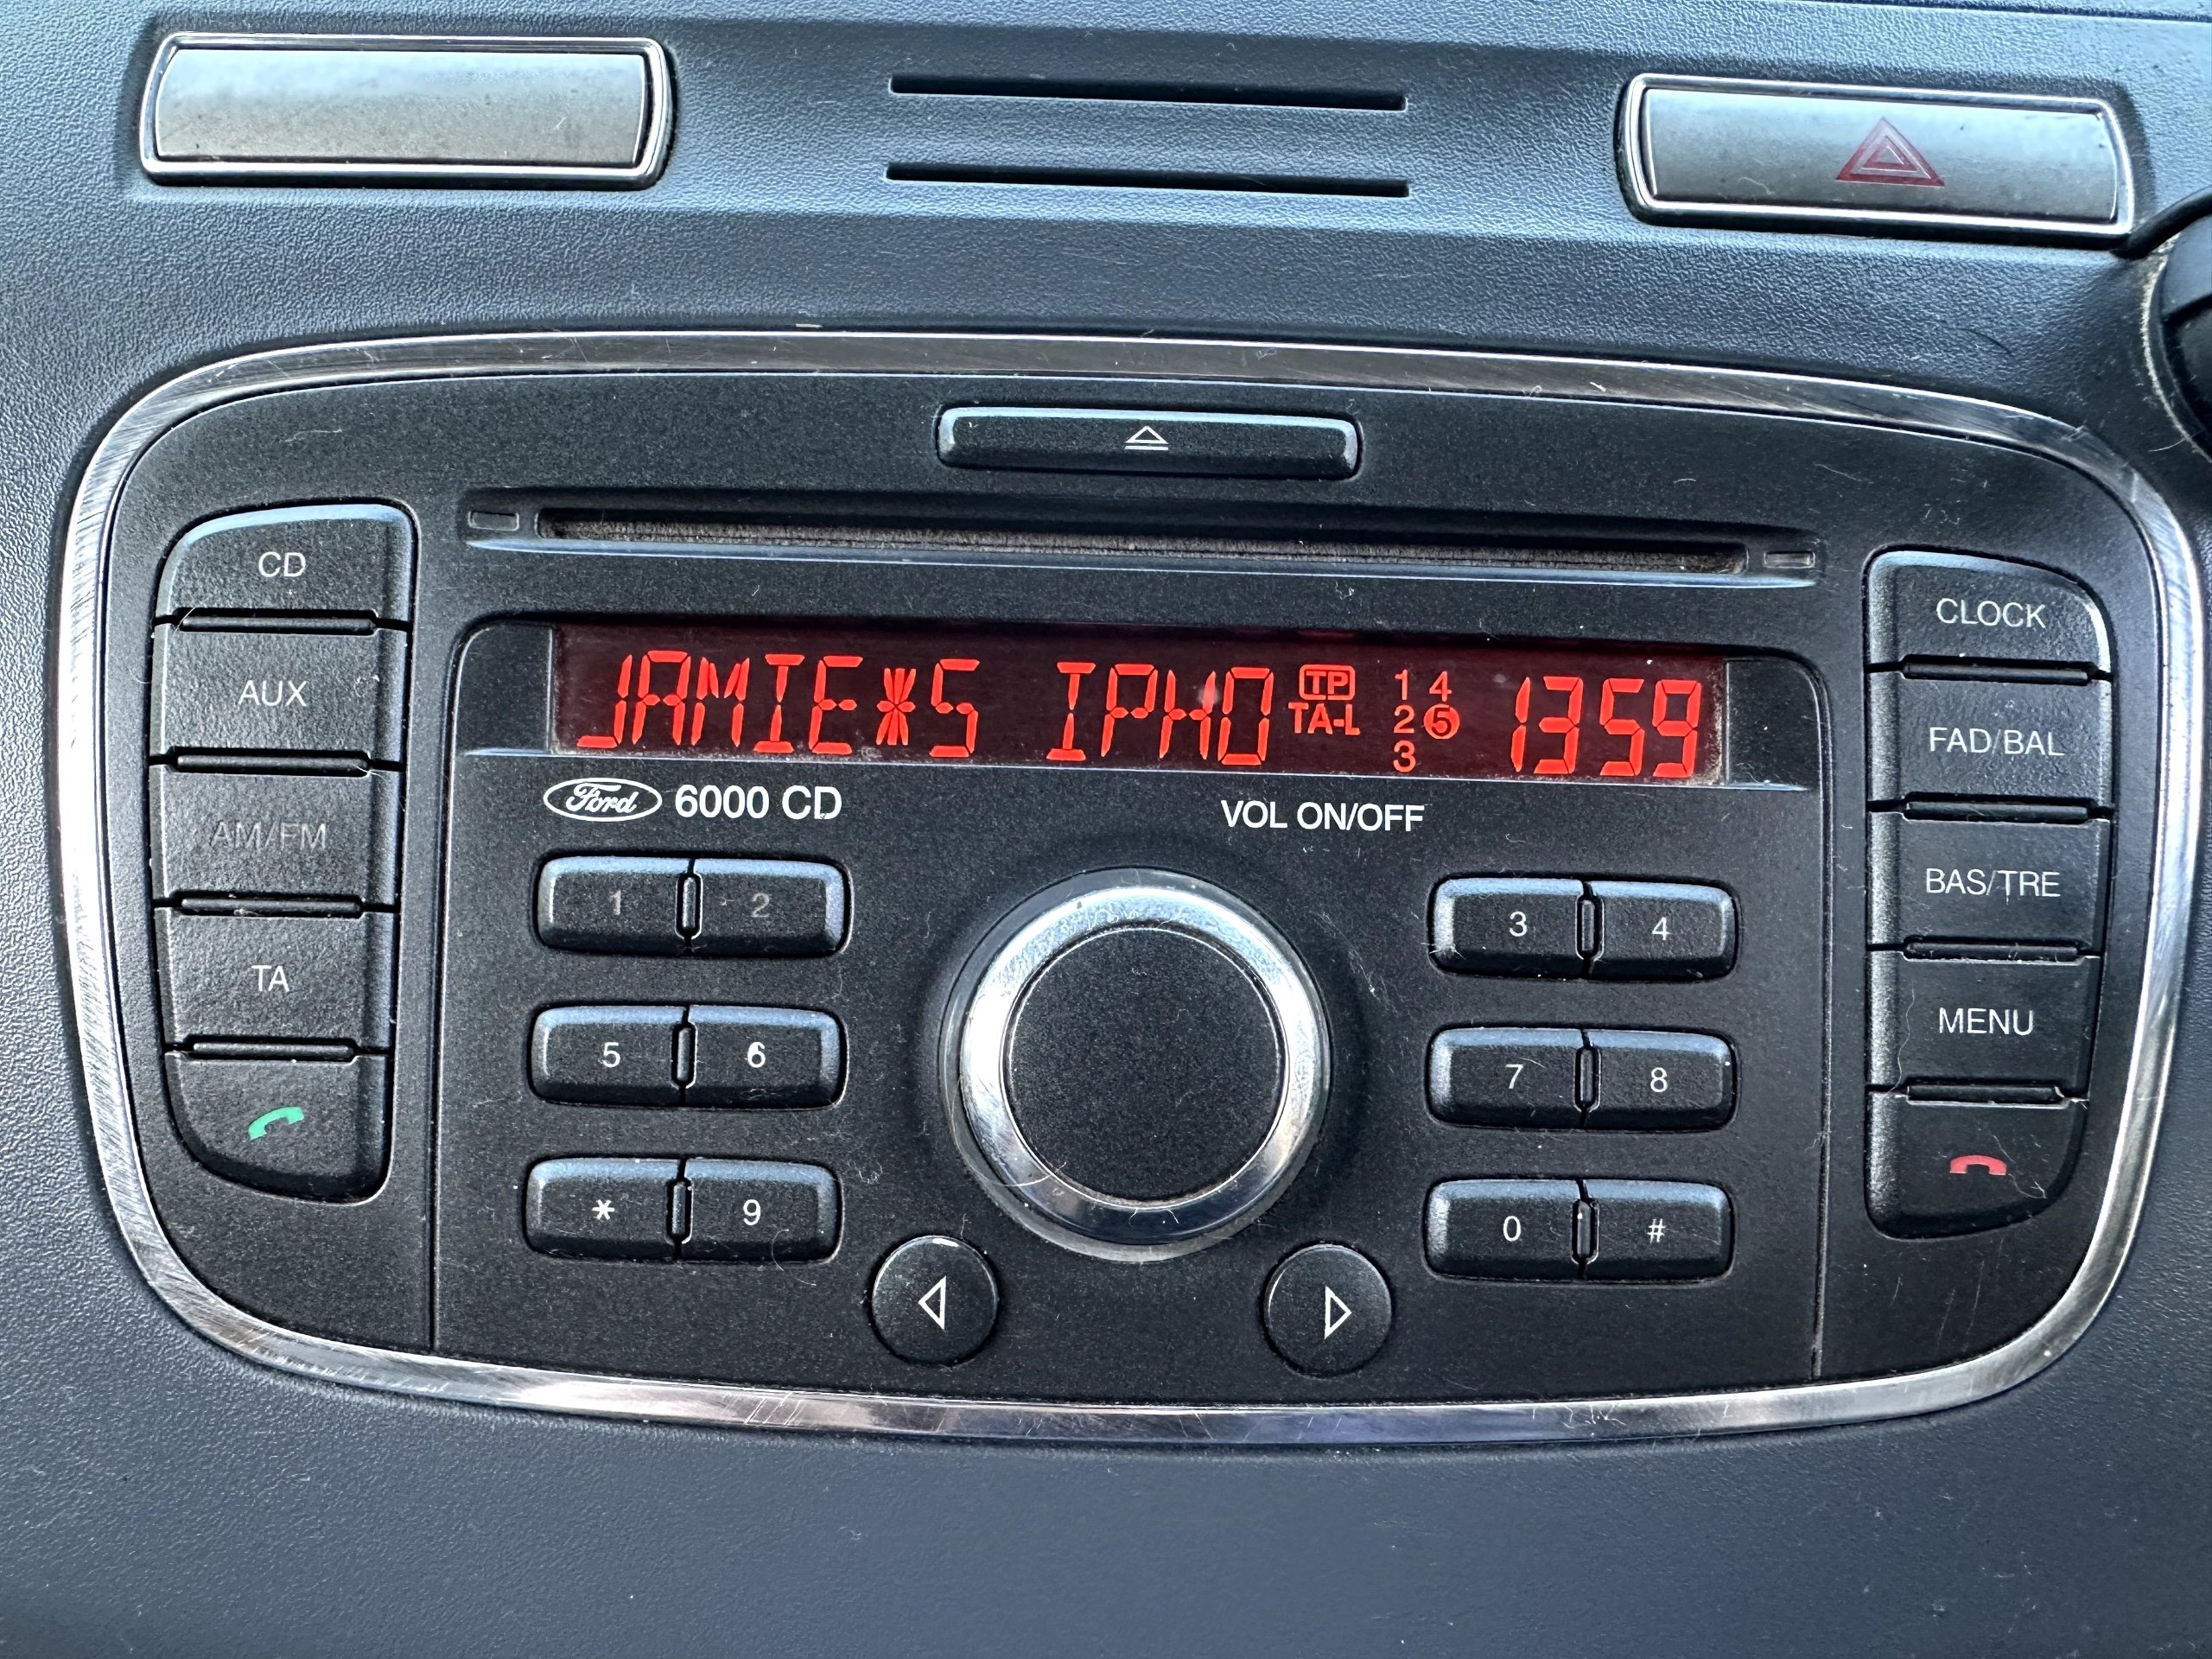 CD
AUX
AM/FM
TA
JAMIE*S IPHO
TP
TA-L
1 4
2 5
3
1359
Ford 6000 CD
VOL ON/OFF
1 2
3 4
5 6
7 8
* 9
0 #
CLOCK
FAD/BAL
BAS/TRE
MENU